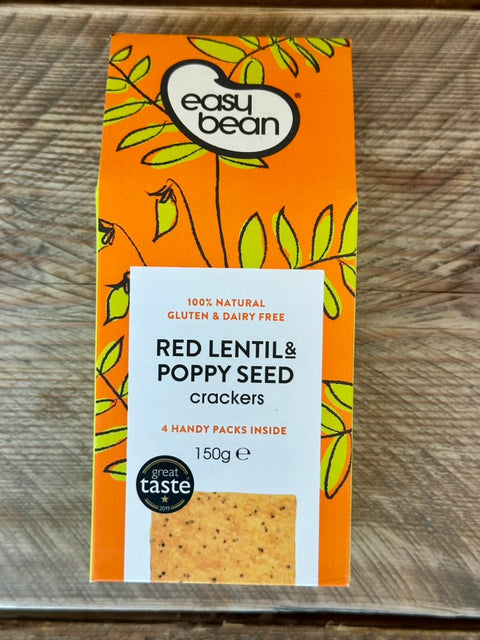 easy
bean®
100% NATURAL
GLUTEN & DAIRY FREE
RED LENTIL &
POPPY SEED
crackers
4 HANDY PACKS INSIDE
150g ℮
great
taste
2019